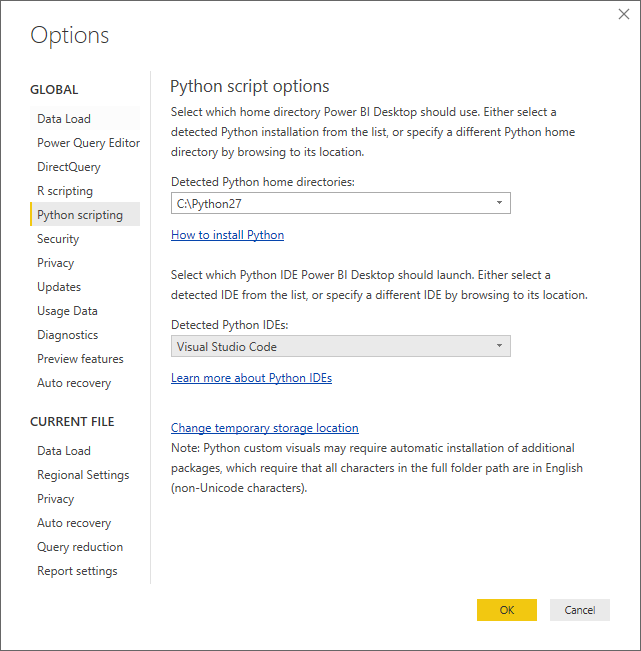 Options
GLOBAL
Data Load
Power Query Editor
DirectQuery
R scripting
Python scripting
Security
Privacy
Updates
Usage Data
Diagnostics
Preview features
Auto recovery
CURRENT FILE
Data Load
Regional Settings
Privacy
Auto recovery
Query reduction
Report settings
Python script options
Select which home directory Power BI Desktop should use. Either select a
detected Python installation from the list, or specify a different Python home
directory by browsing to its location.
Detected Python home directories:
C:\Python27
How to install Python
Select which Python IDE Power BI Desktop should launch. Either select a
detected IDE from the list, or specify a different IDE by browsing to its location.
Detected Python IDEs:
Visual Studio Code
Learn more about Python IDEs
Change temporary storage location
Note: Python custom visuals may require automatic installation of additional
packages, which require that all characters in the full folder path are in English
(non-Unicode characters).
OK
Cancel